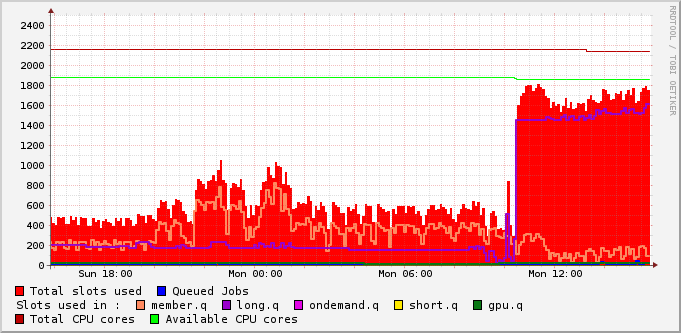 2400
2200
2000
1800
1600
1400
1200
1000
800
600
400
200
0
Sun 18:00 Mon 00:00 Mon 06:00 Mon 12:00
RRDTOOL / TOBI OETIKER
Total slots used Queued Jobs
Slots used in : member.q long.q ondemand.q short.q gpu.q
Total CPU cores Available CPU cores